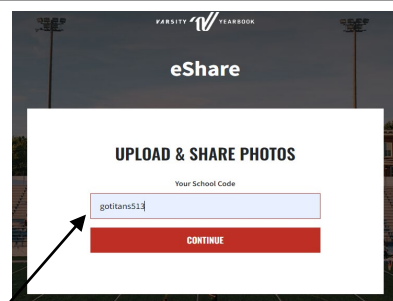 VARSITY YEARBOOK
eShare
UPLOAD & SHARE PHOTOS
Your School Code
gotitans513
CONTINUE